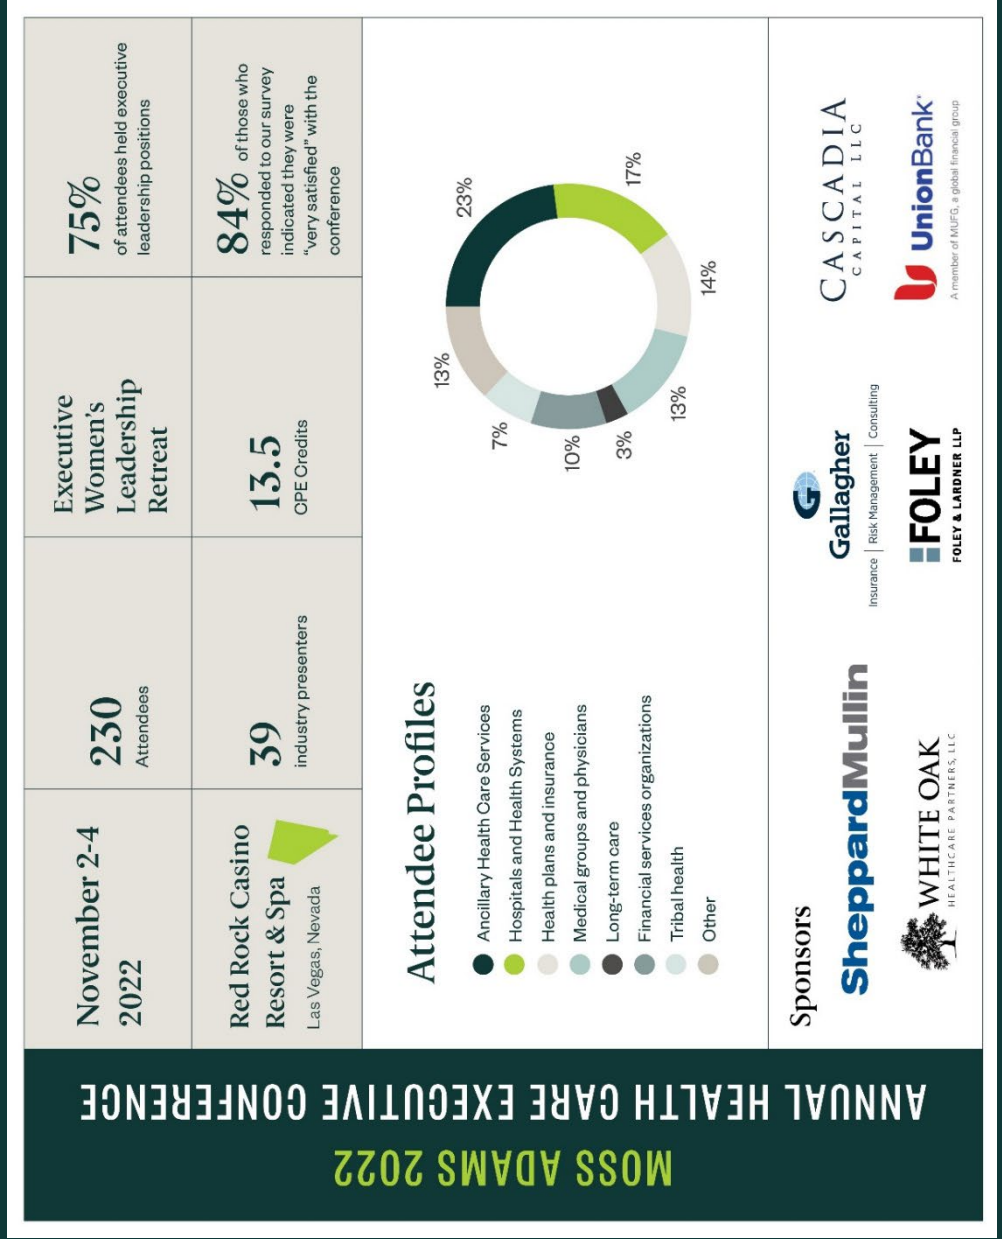 MOSS ADAMS 2022
ANNUAL HEALTH CARE EXECUTIVE CONFERENCE
November 2-4
2022
230
Attendees
Executive
Women's
Leadership
Retreat
75%
of attendees held executive
leadership positions
Red Rock Casino
Resort & Spa
Las Vegas, Nevada
39
industry presenters
13.5
CPE Credits
84% of those who
responded to our survey
indicated they were
“very satisfied” with the
conference
Attendee Profiles
Ancillary Health Care Services
Hospitals and Health Systems
Health plans and insurance
Medical groups and physicians
Long-term care
Financial services organizations
Tribal health
Other
23%
17%
14%
13%
3%
10%
7%
13%
Sponsors
SheppardMullin
G
Gallagher
Insurance | Risk Management | Consulting
CASCADIA
CAPITAL LLC
WHITE OAK
HEALTHCARE PARTNERS, LLC
FOLEY
FOLEY & LARDNER LLP
UnionBank
A member of MUFG, a global financial group